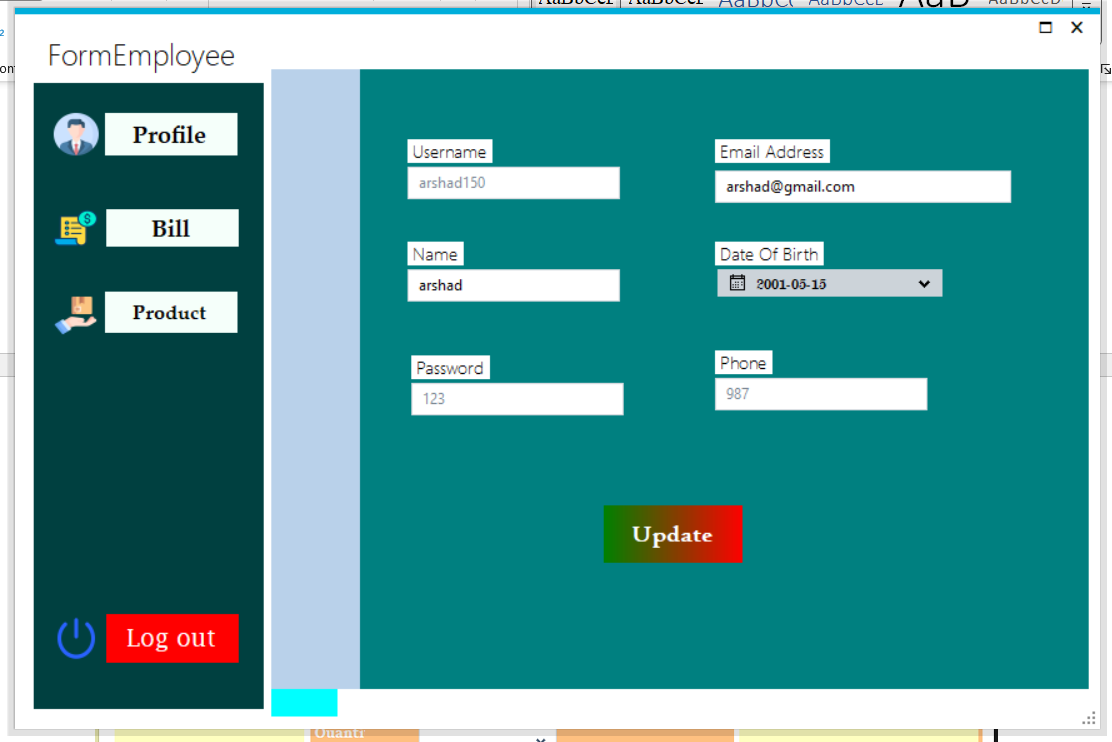 FormEmployee
Profile
Bill
Product
Log out
Username
arshad150
Email Address
arshad@gmail.com
Name
arshad
Date Of Birth
2001-05-15
Password
123
Phone
987
Update
Quanti